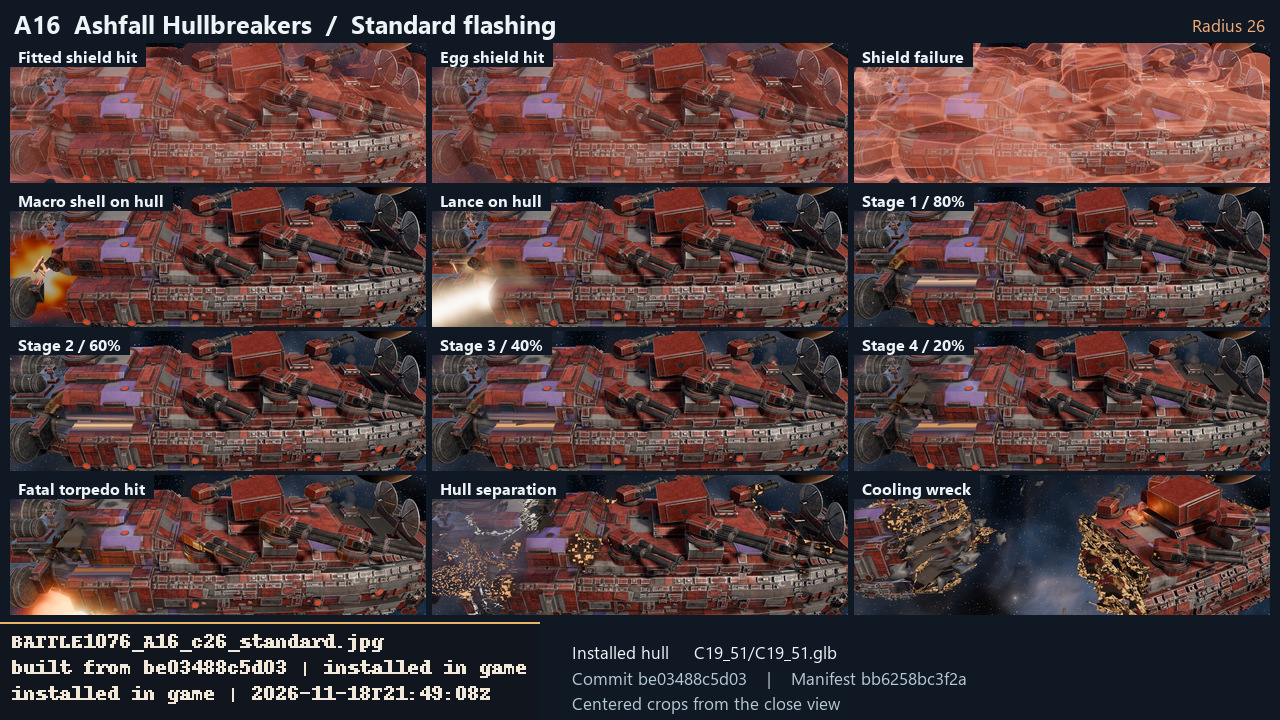 A16 Ashfall Hullbreakers / Standard flashing
Radius 26
Fitted shield hit
Egg shield hit
Shield failure
Macro shell on hull
Lance on hull
Stage 1 / 80%
Stage 2 / 60%
Stage 3 / 40%
Stage 4 / 20%
Fatal torpedo hit
Hull separation
Cooling wreck
BATTLE1076_A16_c26_standard.jpg
built from be03488c5d03 | installed in game
installed in game | 2026-11-18T21:49:08Z
Installed hull C19_51/C19_51.glb
Commit be03488c5d03 | Manifest bb6258bc3f2a
Centered crops from the close view